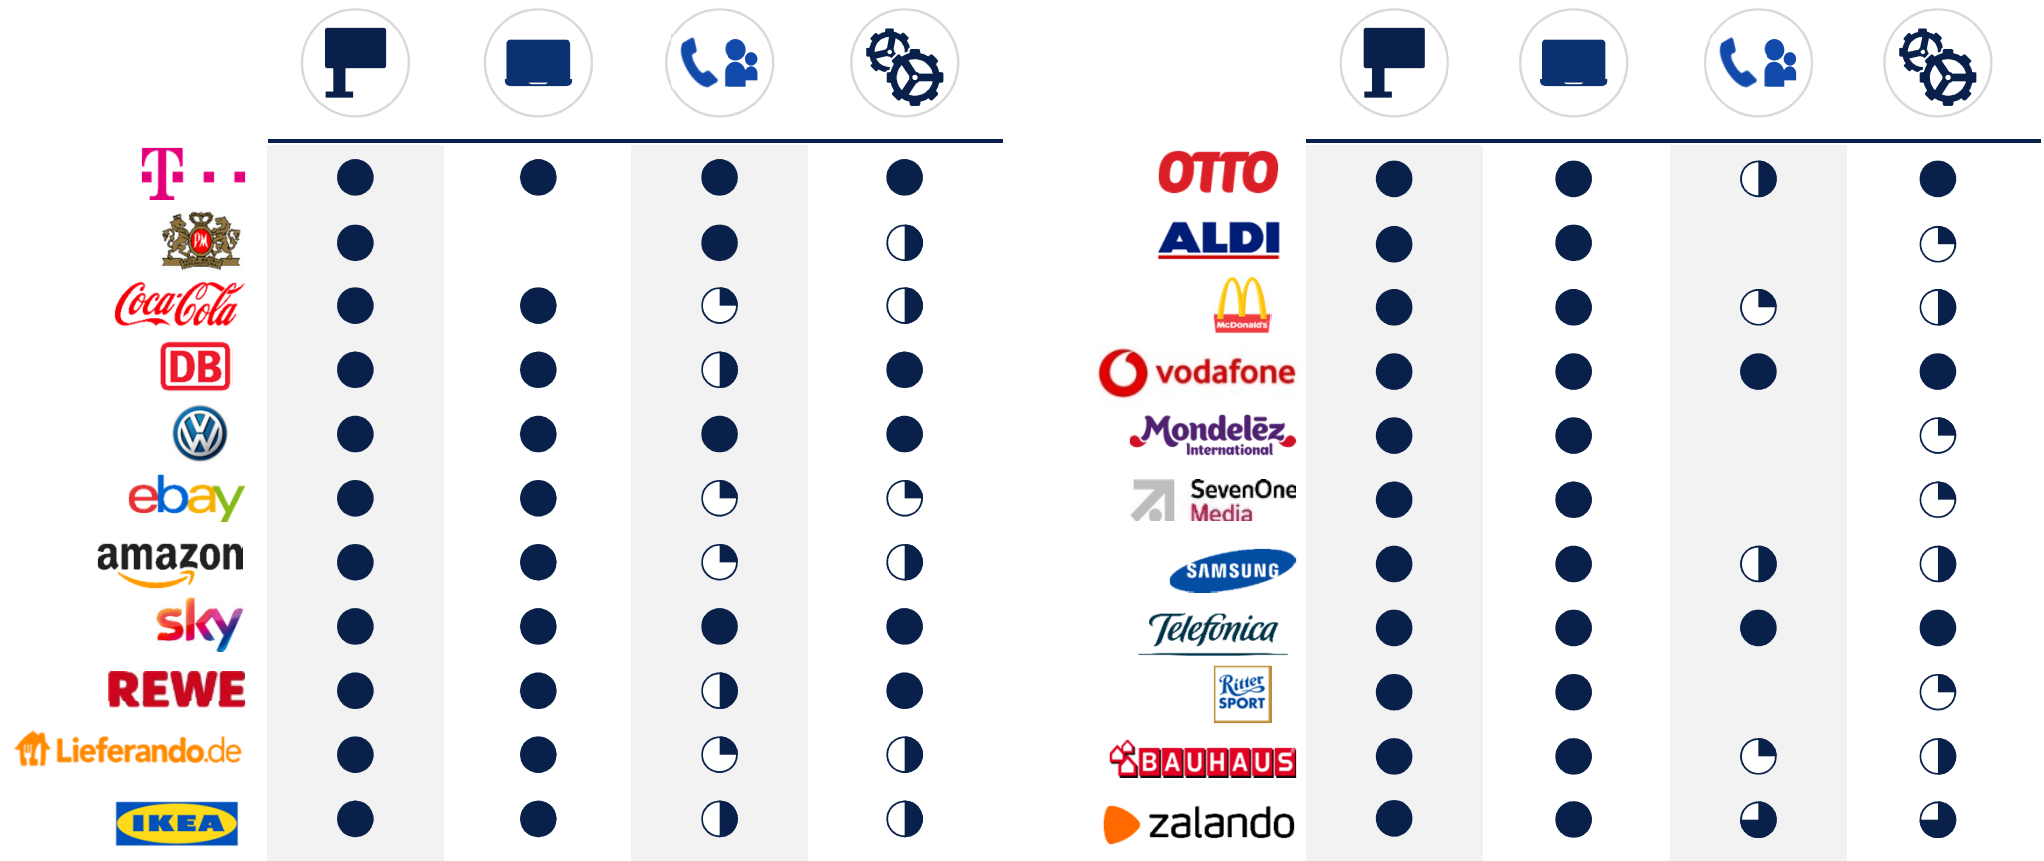 T
PM
Coca-Cola
DB
VW
ebay
amazon
sky
REWE
Lieferando.de
IKEA
OTTO
ALDI
M
McDonald's
vodafone
Mondelēz
International
SevenOne
Media
SAMSUNG
Telefónica
Ritter
SPORT
BAUHAUS
zalando